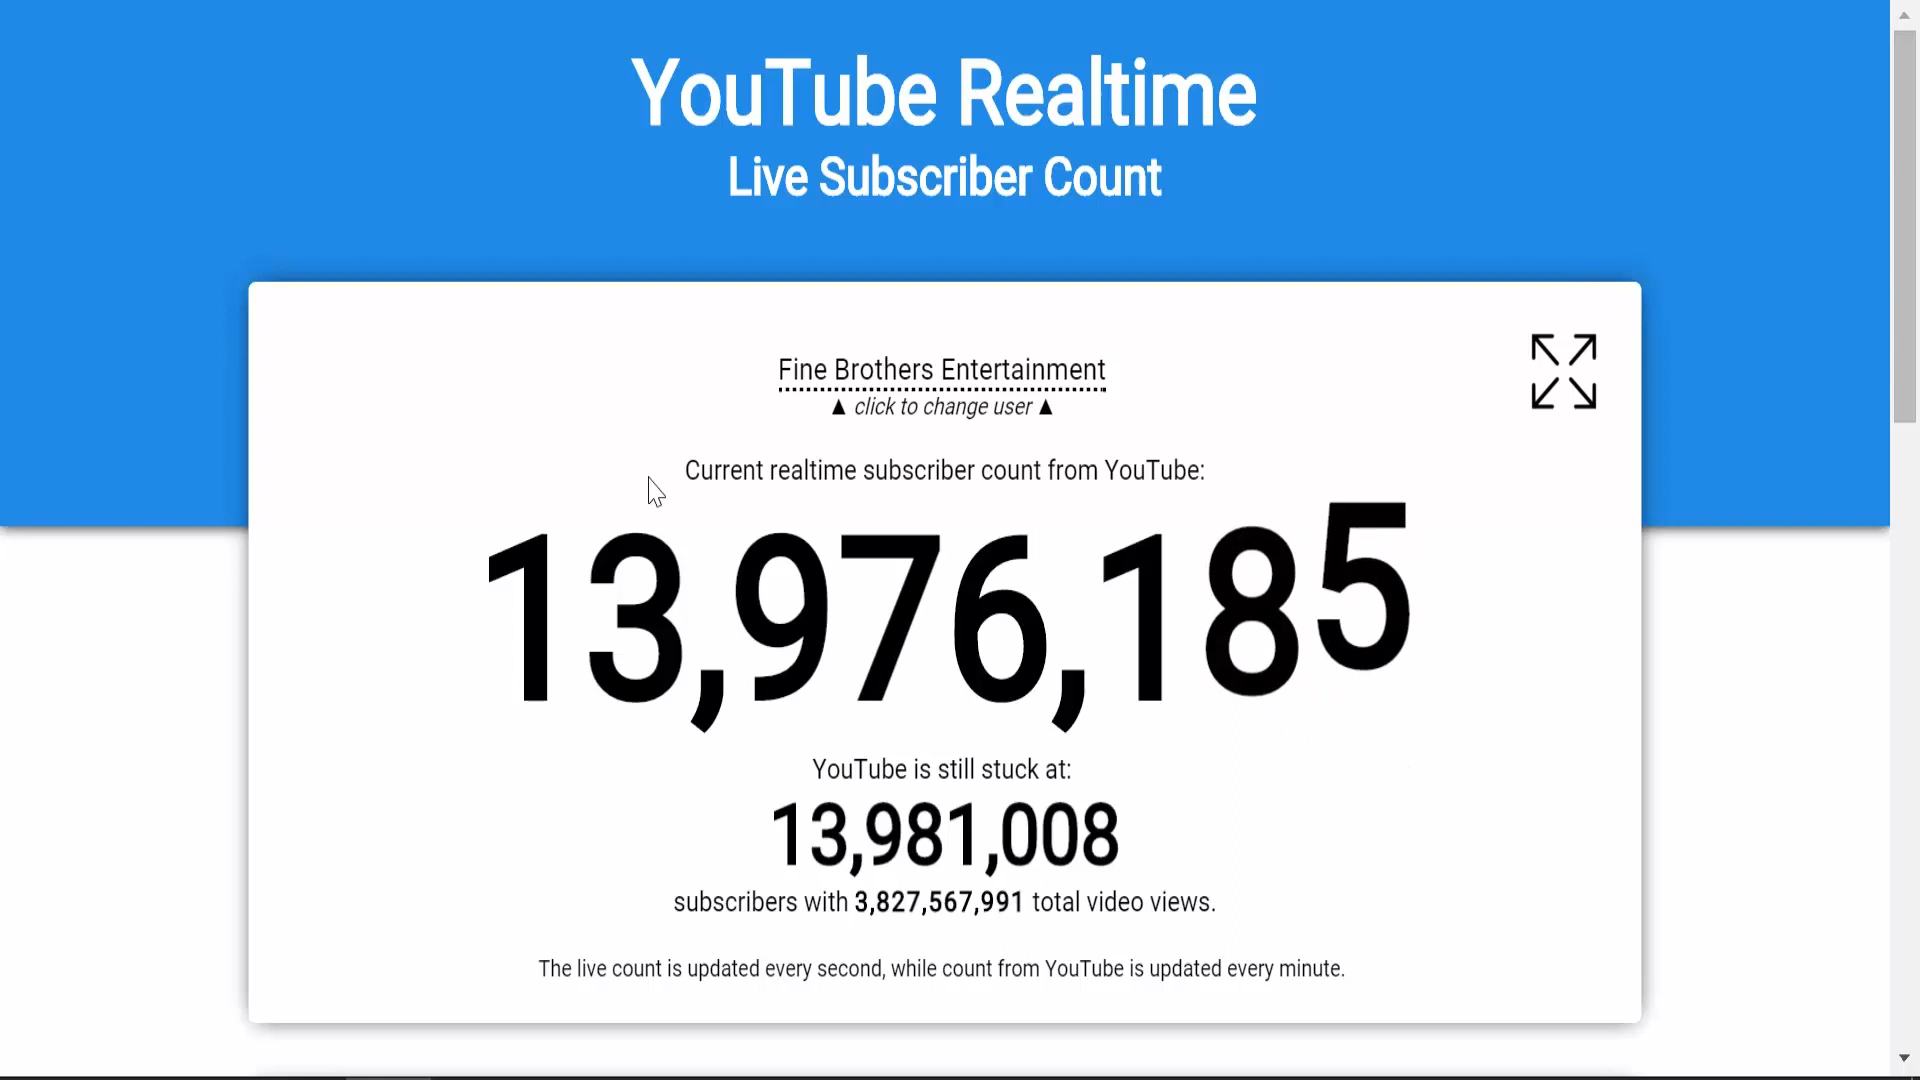 YouTube Realtime
Live Subscriber Count
Fine Brothers Entertainment
▲ click to change user ▲
Current realtime subscriber count from YouTube:
13,976,185
YouTube is still stuck at:
13,981,008
subscribers with 3,827,567,991 total video views.
The live count is updated every second, while count from YouTube is updated every minute.